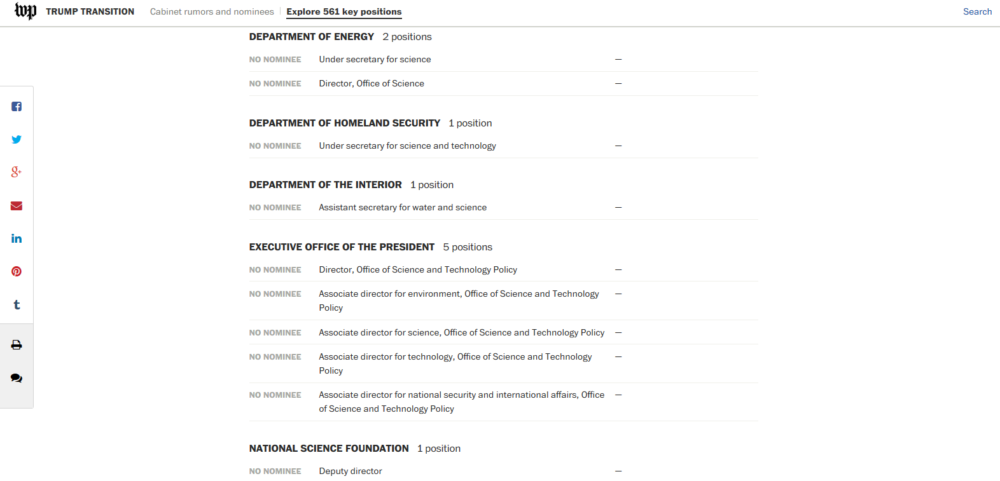 wp TRUMP TRANSITION Cabinet rumors and nominees Explore 561 key positions Search
DEPARTMENT OF ENERGY 2 positions
NO NOMINEE Under secretary for science —
NO NOMINEE Director, Office of Science —
DEPARTMENT OF HOMELAND SECURITY 1 position
NO NOMINEE Under secretary for science and technology —
DEPARTMENT OF THE INTERIOR 1 position
NO NOMINEE Assistant secretary for water and science —
EXECUTIVE OFFICE OF THE PRESIDENT 5 positions
NO NOMINEE Director, Office of Science and Technology Policy —
NO NOMINEE Associate director for environment, Office of Science and Technology —
Policy
NO NOMINEE Associate director for science, Office of Science and Technology Policy —
NO NOMINEE Associate director for technology, Office of Science and Technology —
Policy
NO NOMINEE Associate director for national security and international affairs, Office —
of Science and Technology Policy
NATIONAL SCIENCE FOUNDATION 1 position
NO NOMINEE Deputy director —